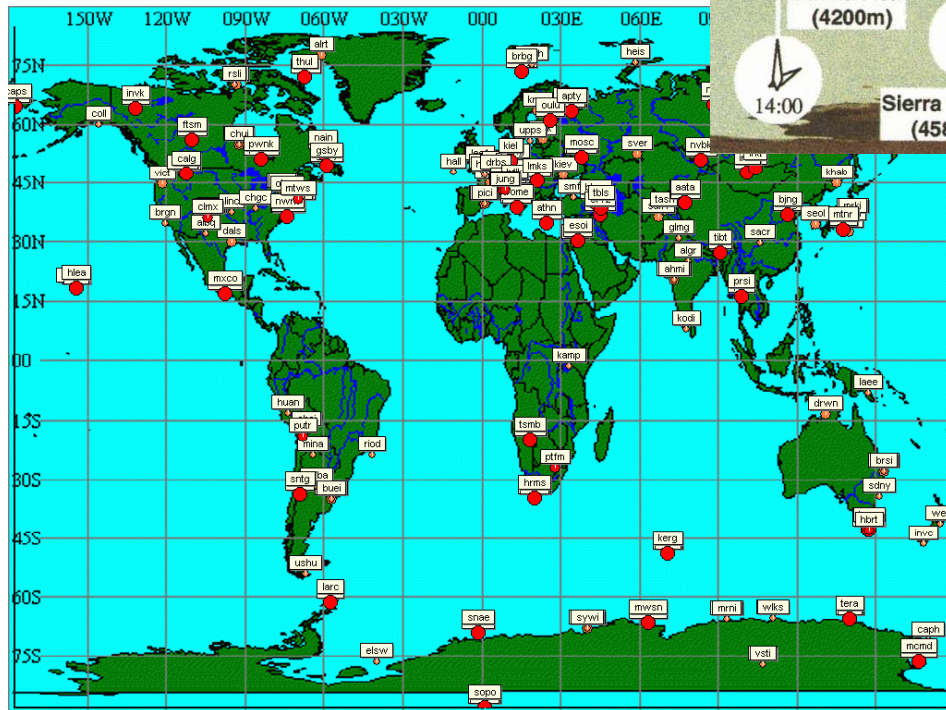 150W 120W 090W 060W 030W 000 030E 060E
(4200m)
14:00
Sierra
75N
60N
45N
30N
15N
00
15S
30S
45S
60S
75S
alrt
thul
rsli
brbg
heis
caps
invk
coll
ftsm
chui
pwnk
nain
gsby
calg
vict
mtws
chgc
clmx
brgn
dals
hlea
mxco
apty
oulu
upps
kiel
mosc
sver
nvbk
hall
drbs
lmks
kiev
khab
jung
pici
rome
smf
tbls
aata
athn
esoi
tash
glmg
bjng
seol
mtnr
sacr
tibt
algr
ahmi
prsi
kodi
kamp
laee
drwn
huan
putr
mina
riod
tsmb
ptfm
hrms
brsi
sdny
sntg
buei
hbrt
invc
kerg
ushu
larc
snae
sywi
mwsn
mrni
wlks
tera
caph
mcmd
elsw
vsti
sopo